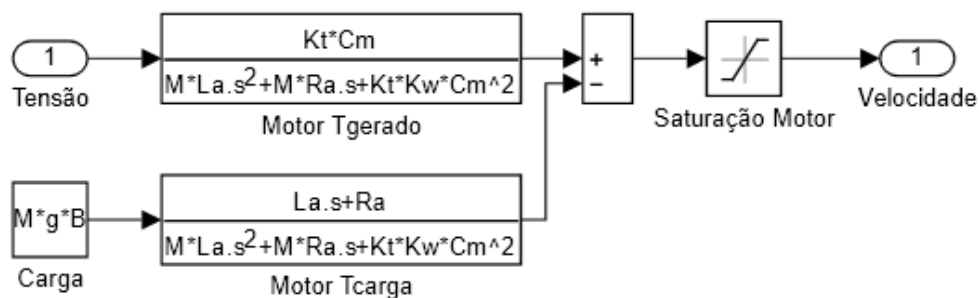 1
Tensão
Kt*Cm
M*La.s2+M*Ra.s+Kt*Kw*Cm^2
Motor Tgerado
+
−
Saturação Motor
1
Velocidade
M*g*B
Carga
La.s+Ra
M*La.s2+M*Ra.s+Kt*Kw*Cm^2
Motor Tcarga